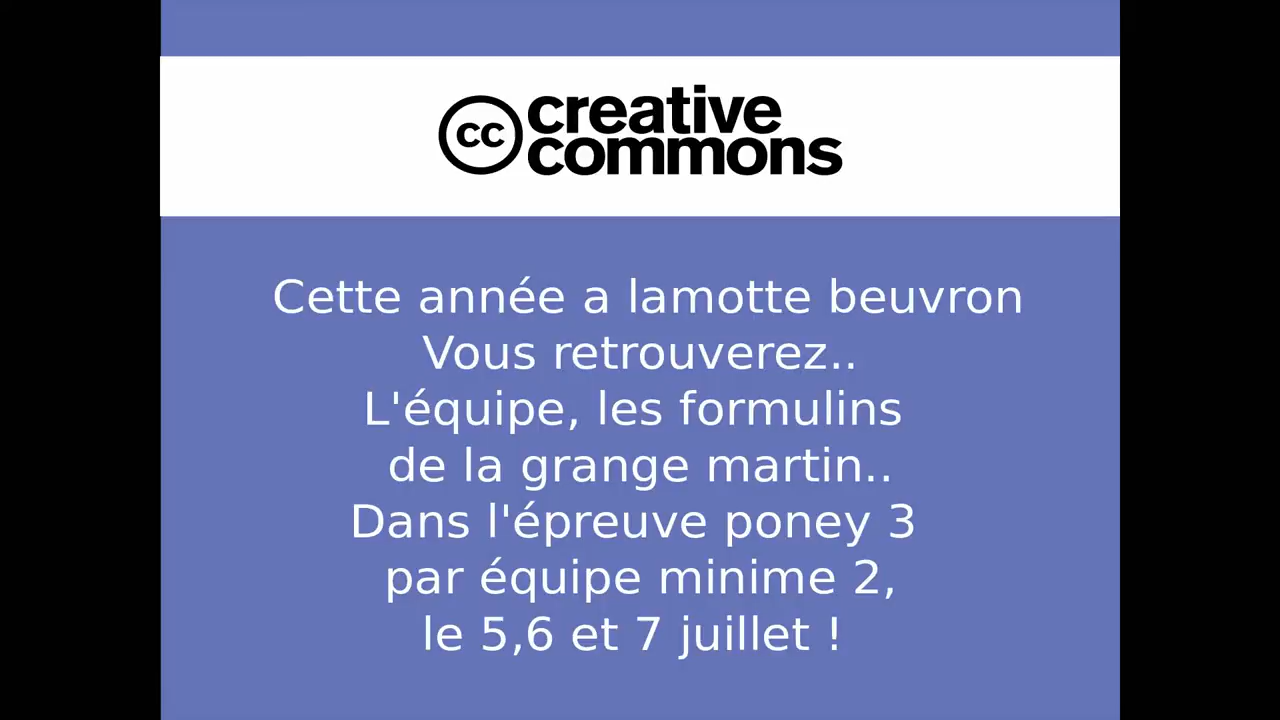 cc creative
commons
Cette année a lamotte beuvron
Vous retrouverez..
L'équipe, les formulins
de la grange martin..
Dans l'épreuve poney 3
par équipe minime 2,
le 5,6 et 7 juillet !